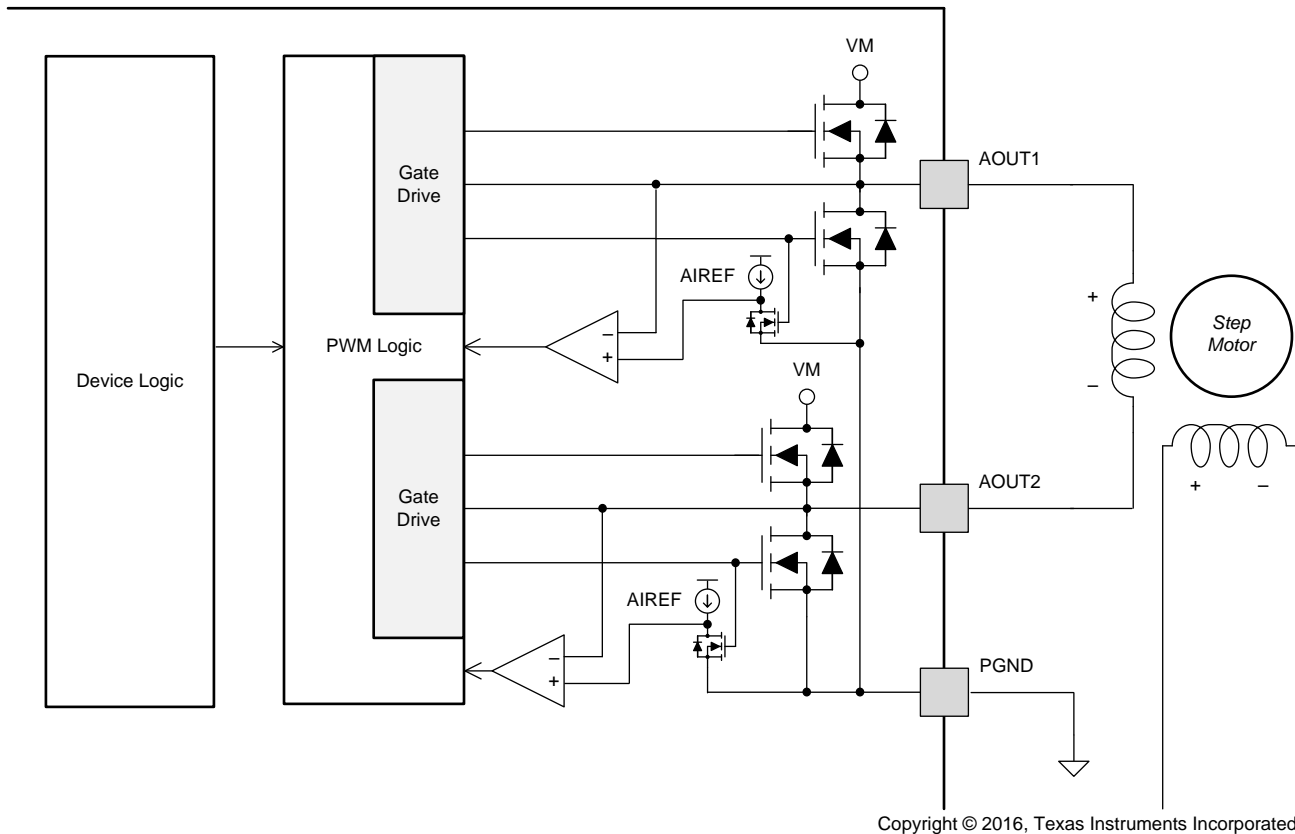 VM
AOUT1
Gate
Drive
AIREF
+
Step
Motor
−
+
PWM Logic
Device Logic
VM
−
+
−
AOUT2
Gate
Drive
AIREF
−
+
PGND
Copyright © 2016, Texas Instruments Incorporated